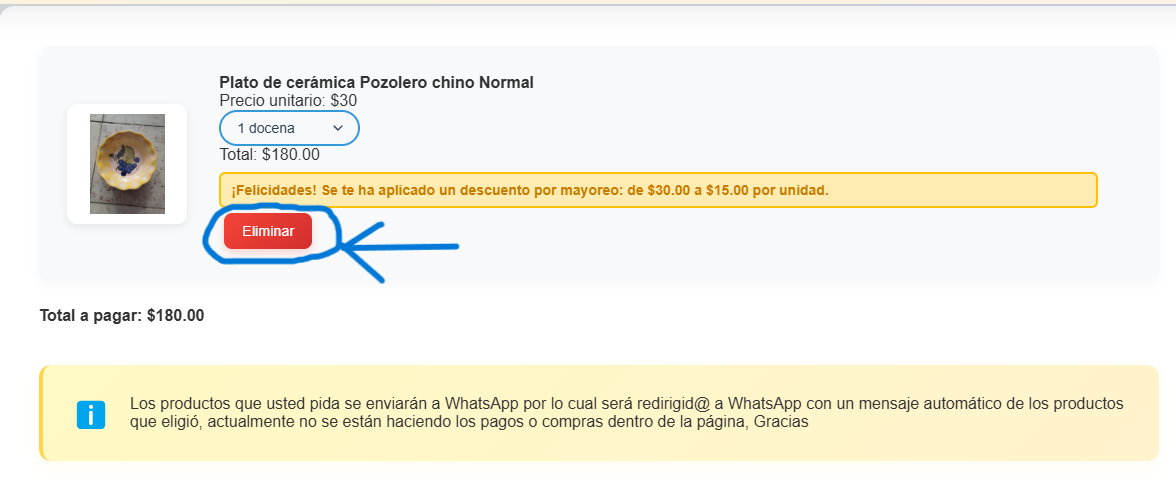 Plato de cerámica Pozolero chino Normal
Precio unitario: $30
1 docena
Total: $180.00
¡Felicidades! Se te ha aplicado un descuento por mayoreo: de $30.00 a $15.00 por unidad.
Eliminar
Total a pagar: $180.00
Los productos que usted pida se enviarán a WhatsApp por lo cual será redirigid@ a WhatsApp con un mensaje automático de los productos
que eligió, actualmente no se están haciendo los pagos o compras dentro de la página, Gracias